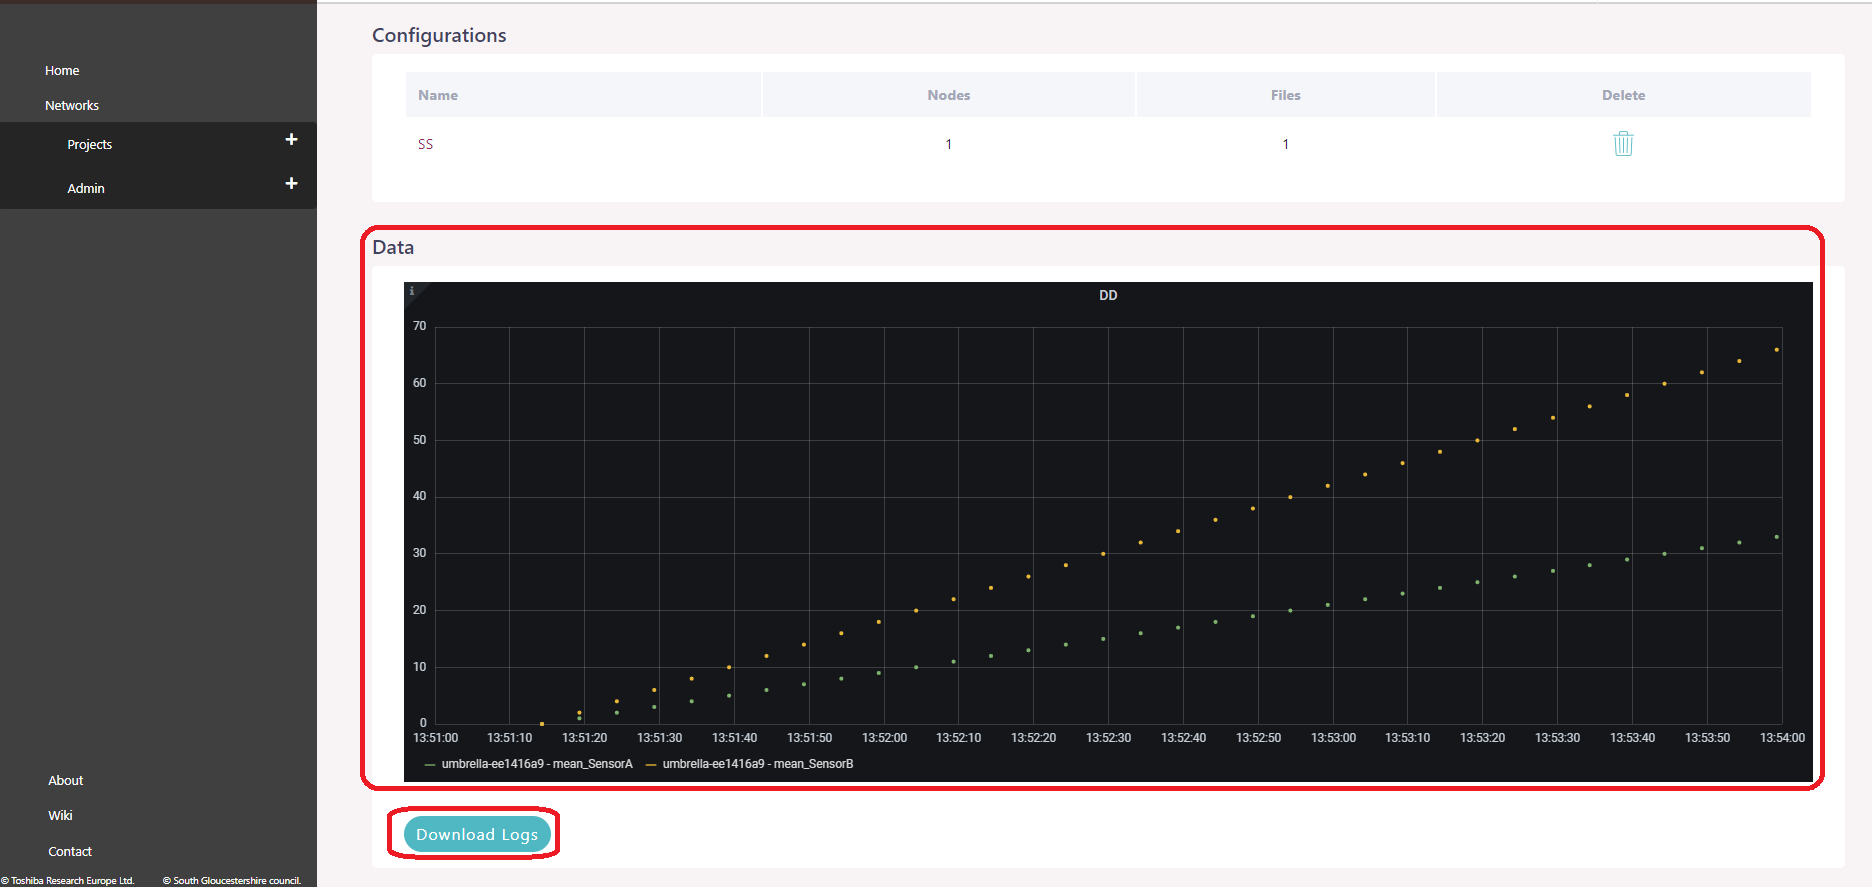 Home
Networks
Projects +
Admin +
About
Wiki
Contact
© Toshiba Research Europe Ltd. © South Gloucestershire council.
Configurations
Name Nodes Files Delete
SS 1 1
Data
i
DD
70
60
50
40
30
20
10
0
13:51:00 13:51:10 13:51:20 13:51:30 13:51:40 13:51:50 13:52:00 13:52:10 13:52:20 13:52:30 13:52:40 13:52:50 13:53:00 13:53:10 13:53:20 13:53:30 13:53:40 13:53:50 13:54:00
umbrella-ee1416a9 - mean_SensorA umbrella-ee1416a9 - mean_SensorB
Download Logs